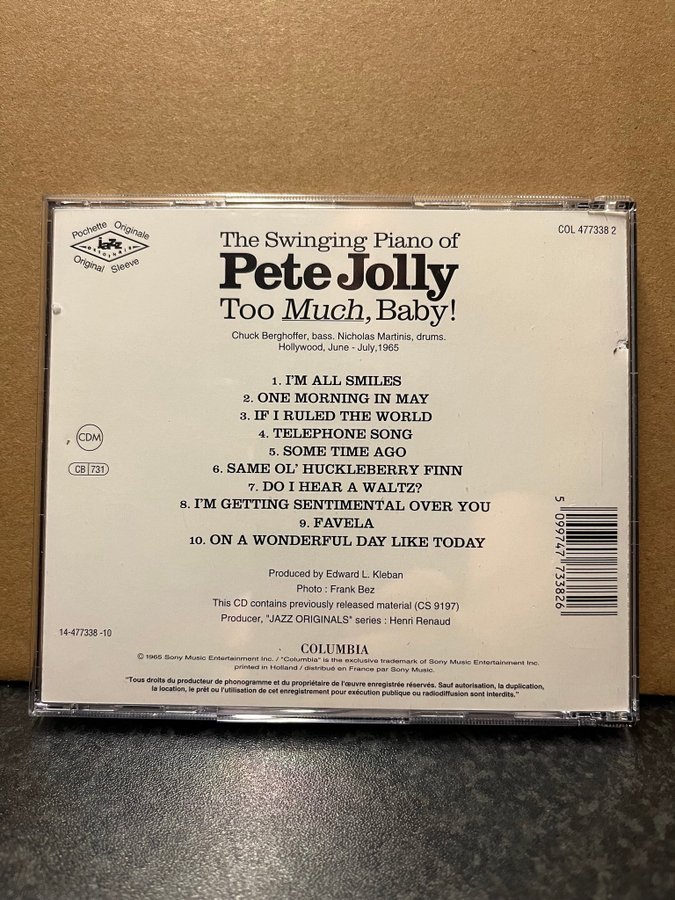 Pochette Originale
jazz
ORIGINALS
Original Sleeve
COL 477338 2
The Swinging Piano of
Pete Jolly
Too Much, Baby!
Chuck Berghoffer, bass. Nicholas Martinis, drums.
Hollywood, June - July,1965
1. I'M ALL SMILES
2. ONE MORNING IN MAY
3. IF I RULED THE WORLD
4. TELEPHONE SONG
5. SOME TIME AGO
6. SAME OL' HUCKLEBERRY FINN
7. DO I HEAR A WALTZ?
8. I'M GETTING SENTIMENTAL OVER YOU
9. FAVELA
10. ON A WONDERFUL DAY LIKE TODAY
CDM
CB 731
5 099747 733826
Produced by Edward L. Kleban
Photo : Frank Bez
This CD contains previously released material (CS 9197)
Producer, "JAZZ ORIGINALS" series : Henri Renaud
14-477338 -10
COLUMBIA
© 1965 Sony Music Entertainment Inc. / "Columbia" is the exclusive trademark of Sony Music Entertainment Inc.
printed in Holland / distribué en France par Sony Music.
"Tous droits du producteur de phonogramme et du propriétaire de l'œuvre enregistrée réservés. Sauf autorisation, la duplication,
la location, le prêt ou l'utilisation de cet enregistrement pour exécution publique ou radiodiffusion sont interdits."